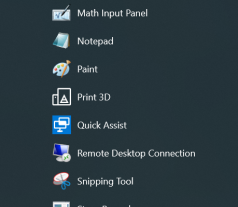 Math Input Panel
Notepad
Paint
Print 3D
Quick Assist
Remote Desktop Connection
Snipping Tool